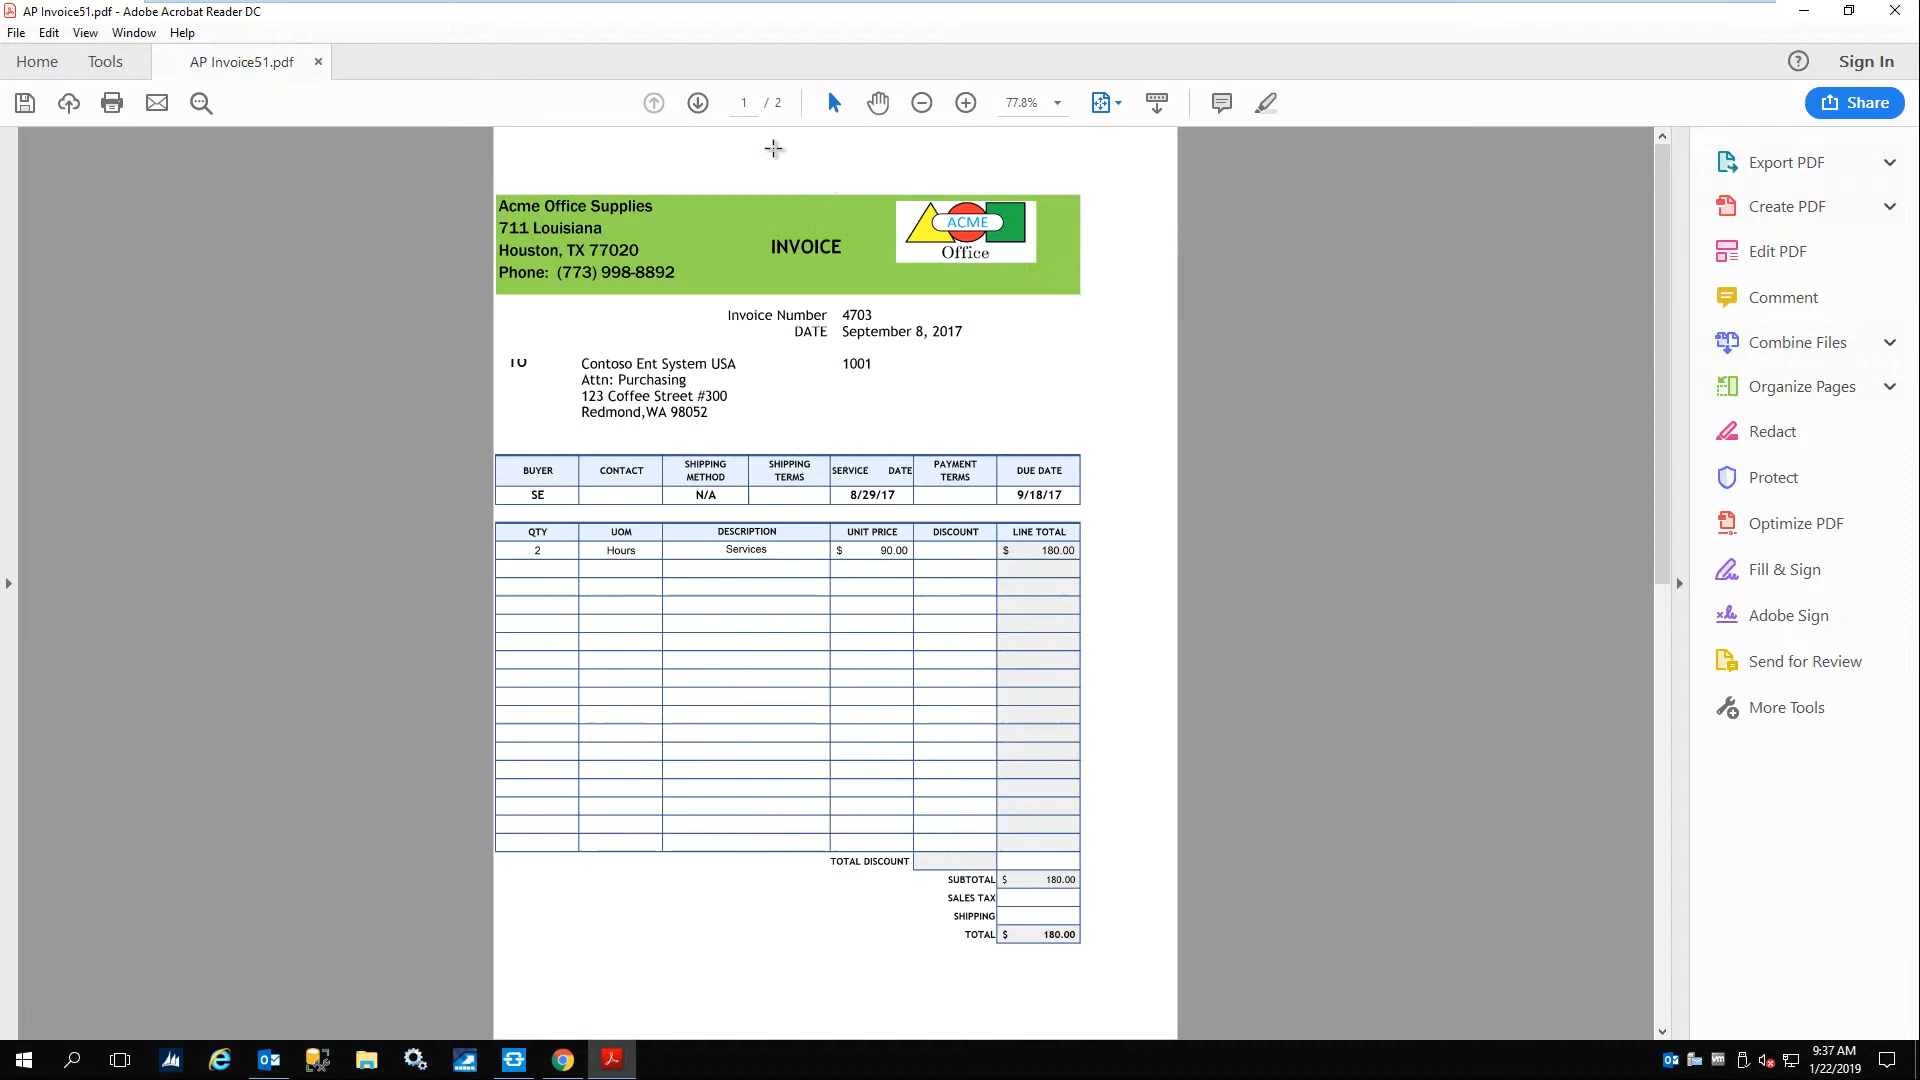 AP Invoice51.pdf - Adobe Acrobat Reader DC
File Edit View Window Help
Home Tools AP Invoice51.pdf × Sign In
1 / 2 77.8% Share
Acme Office Supplies
711 Louisiana
Houston, TX 77020
Phone: (773) 998-8892
INVOICE
ACME
Office
Invoice Number 4703
DATE September 8, 2017
TO Contoso Ent System USA 1001
Attn: Purchasing
123 Coffee Street #300
Redmond,WA 98052
BUYER CONTACT SHIPPING METHOD SHIPPING TERMS SERVICE DATE PAYMENT TERMS DUE DATE
SE N/A 8/29/17 9/18/17
QTY UOM DESCRIPTION UNIT PRICE DISCOUNT LINE TOTAL
2 Hours Services $ 90.00 $ 180.00
TOTAL DISCOUNT
SUBTOTAL $ 180.00
SALES TAX
SHIPPING
TOTAL $ 180.00
Export PDF
Create PDF
Edit PDF
Comment
Combine Files
Organize Pages
Redact
Protect
Optimize PDF
Fill & Sign
Adobe Sign
Send for Review
More Tools
9:37 AM
1/22/2019